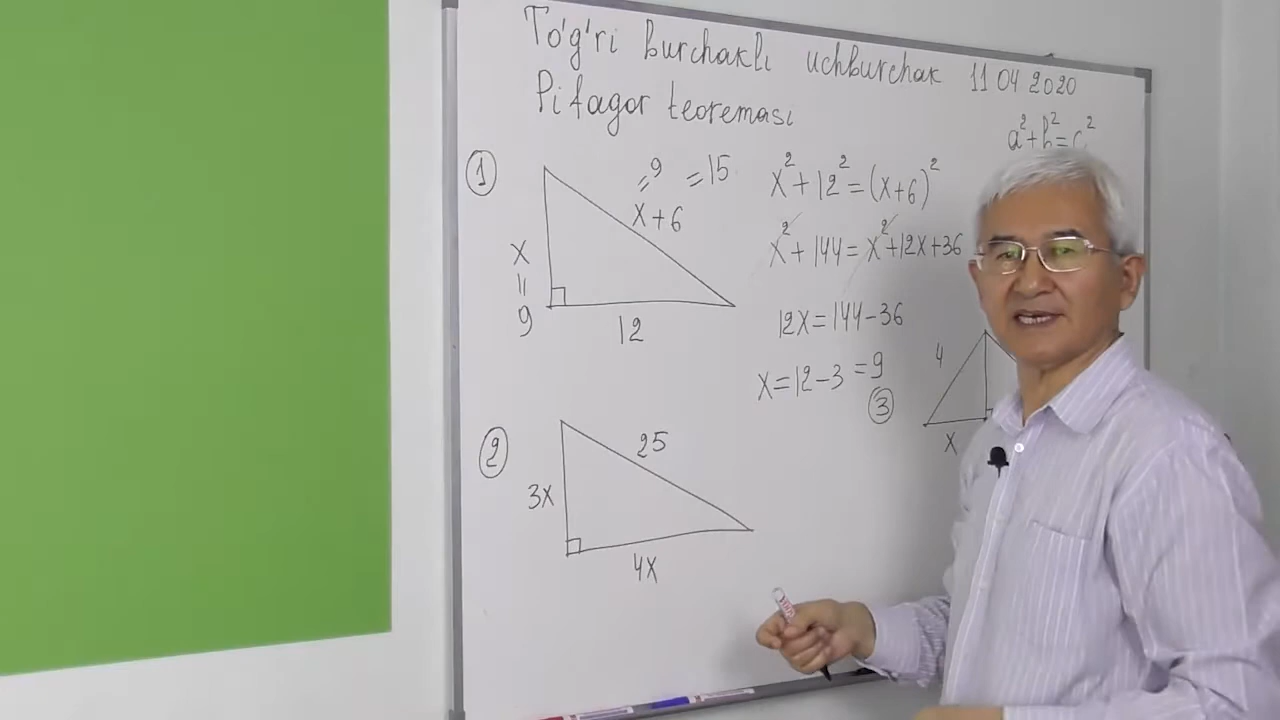 To'g'ri burchakli uchburchak 11 04 2020
Pifagor teoremasi
a²+b²=c²
1
=9 =15
x+6
x
=
9
12
x²+12²=(x+6)²
x²+144=x²+12x+36
12x=144-36
x=12-3=9
2
25
3x
4x
3
4
x